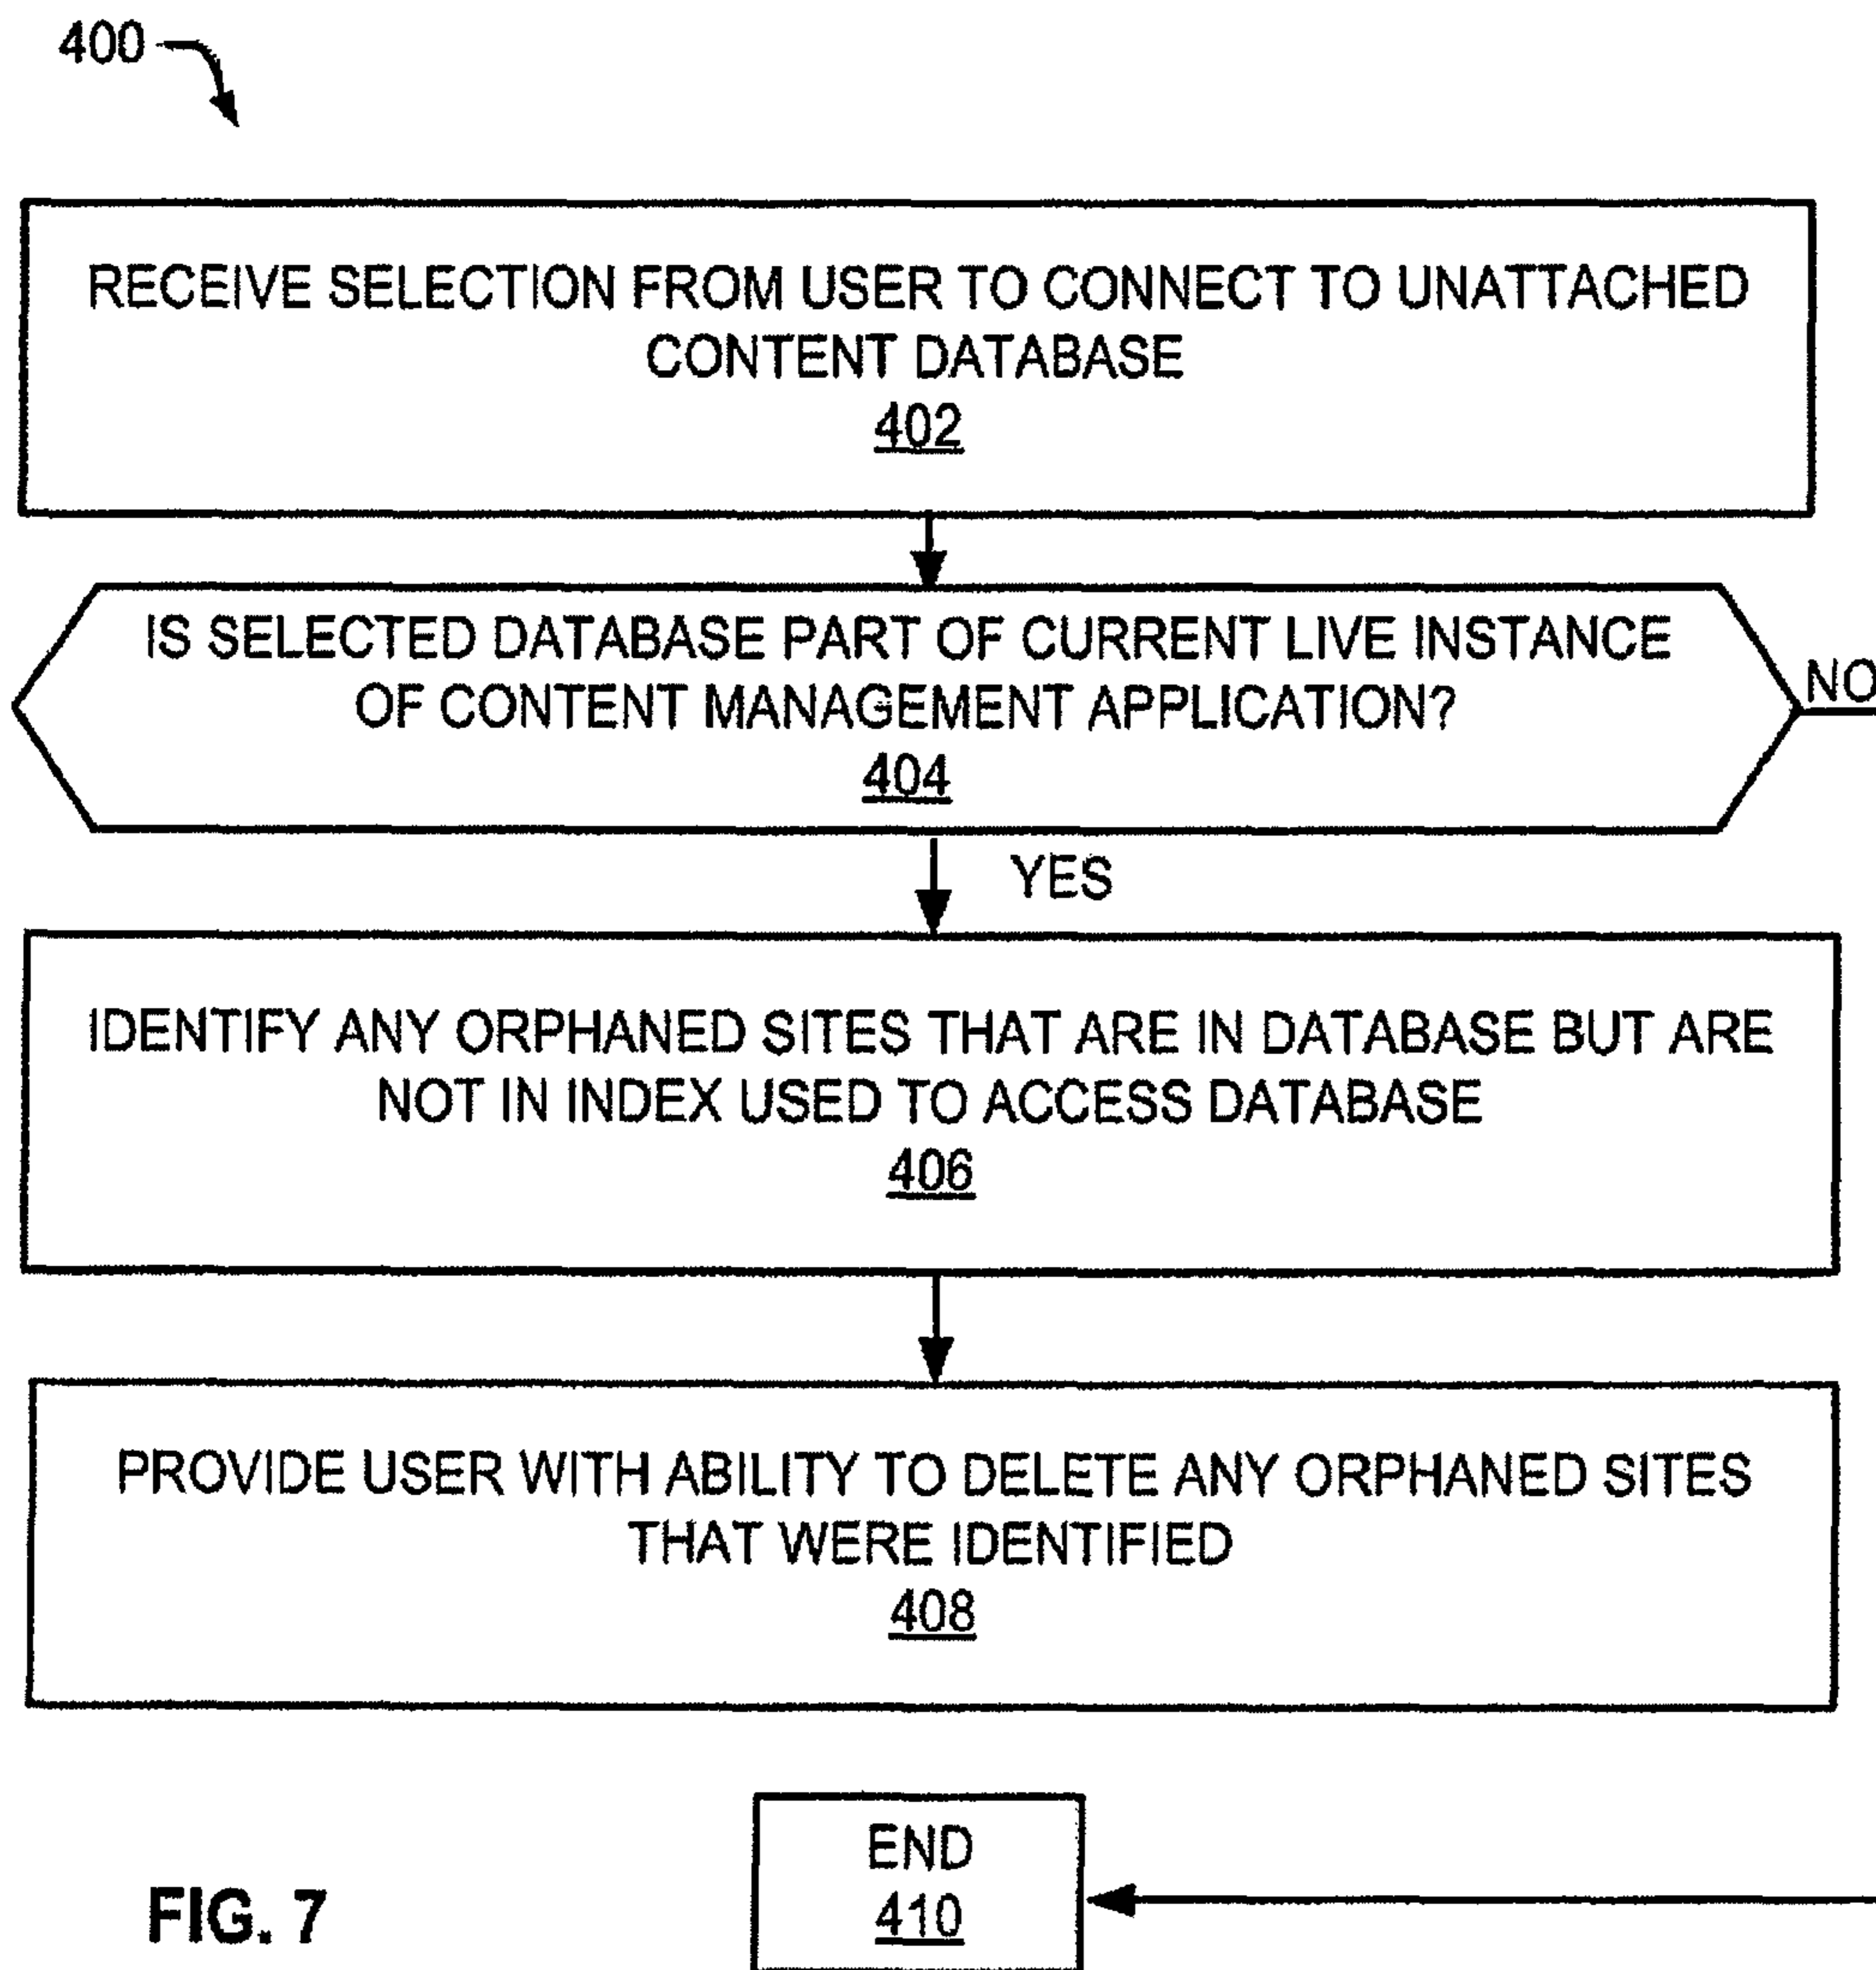 400
RECEIVE SELECTION FROM USER TO CONNECT TO UNATTACHED
CONTENT DATABASE
402
IS SELECTED DATABASE PART OF CURRENT LIVE INSTANCE
OF CONTENT MANAGEMENT APPLICATION?
404
NO
YES
IDENTIFY ANY ORPHANED SITES THAT ARE IN DATABASE BUT ARE
NOT IN INDEX USED TO ACCESS DATABASE
406
PROVIDE USER WITH ABILITY TO DELETE ANY ORPHANED SITES
THAT WERE IDENTIFIED
408
END
410
FIG. 7